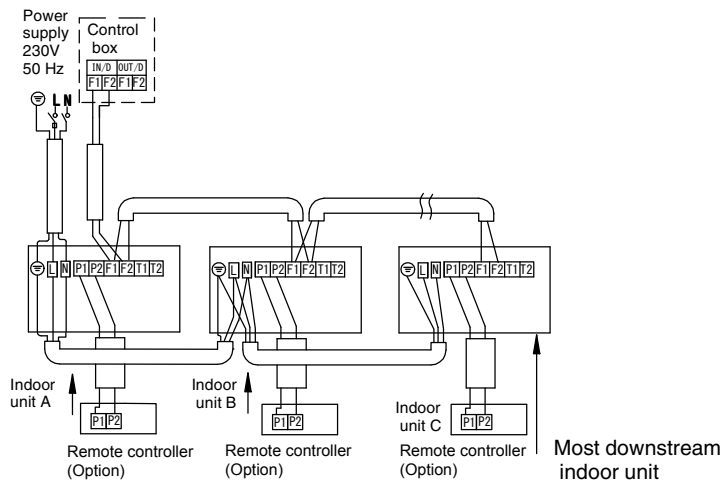 Power
supply
230V
50 Hz
Control
box
IN/D OUT/D
F1 F2 F1 F2
L N
L N P1 P2 F1 F2 T1 T2
L N P1 P2 F1 F2 T1 T2
L N P1 P2 F1 F2 T1 T2
Indoor
unit A
P1 P2
Remote controller
(Option)
Indoor
unit B
P1 P2
Remote controller
(Option)
Indoor
unit C
P1 P2
Remote controller
(Option)
Most downstream
indoor unit